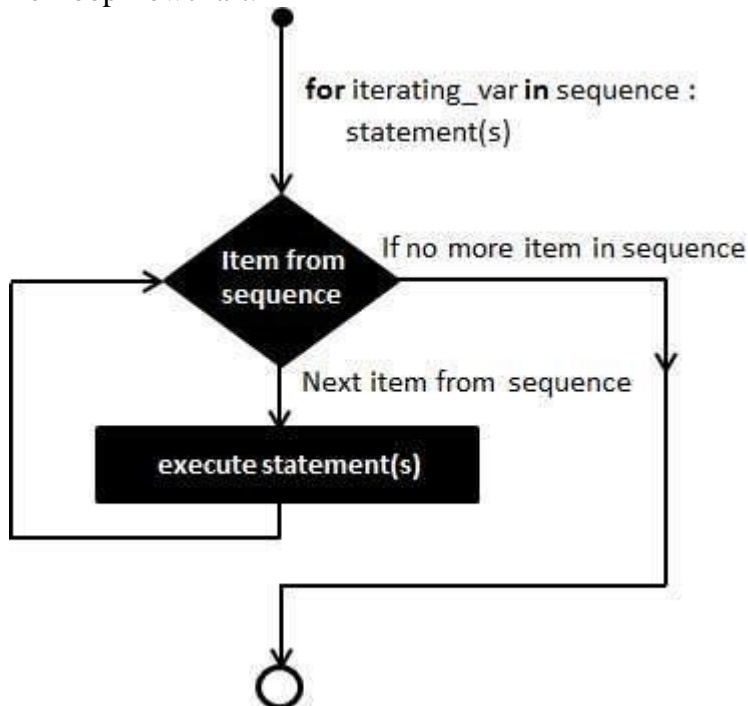 for iterating_var in sequence :
statement(s)
If no more item in sequence
Item from
sequence
Next item from sequence
execute statement(s)